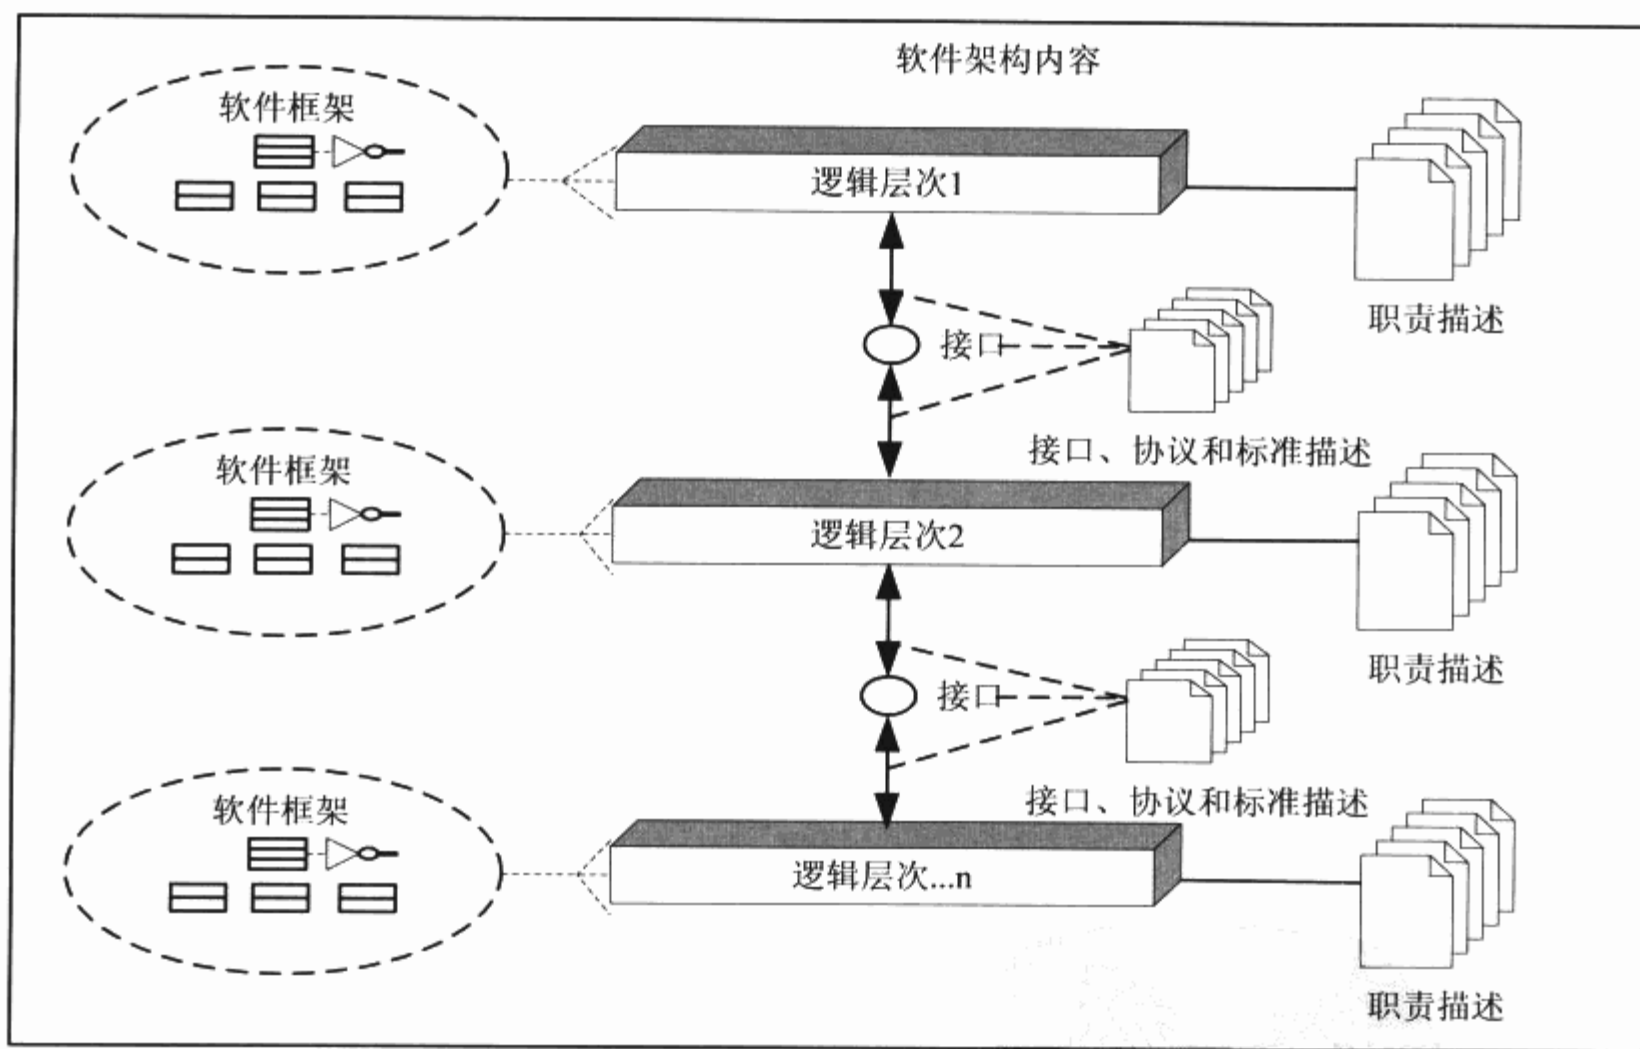 软件架构内容
软件框架
逻辑层次1
职责描述
接口
接口、协议和标准描述
软件框架
逻辑层次2
职责描述
接口
接口、协议和标准描述
软件框架
逻辑层次...n
职责描述